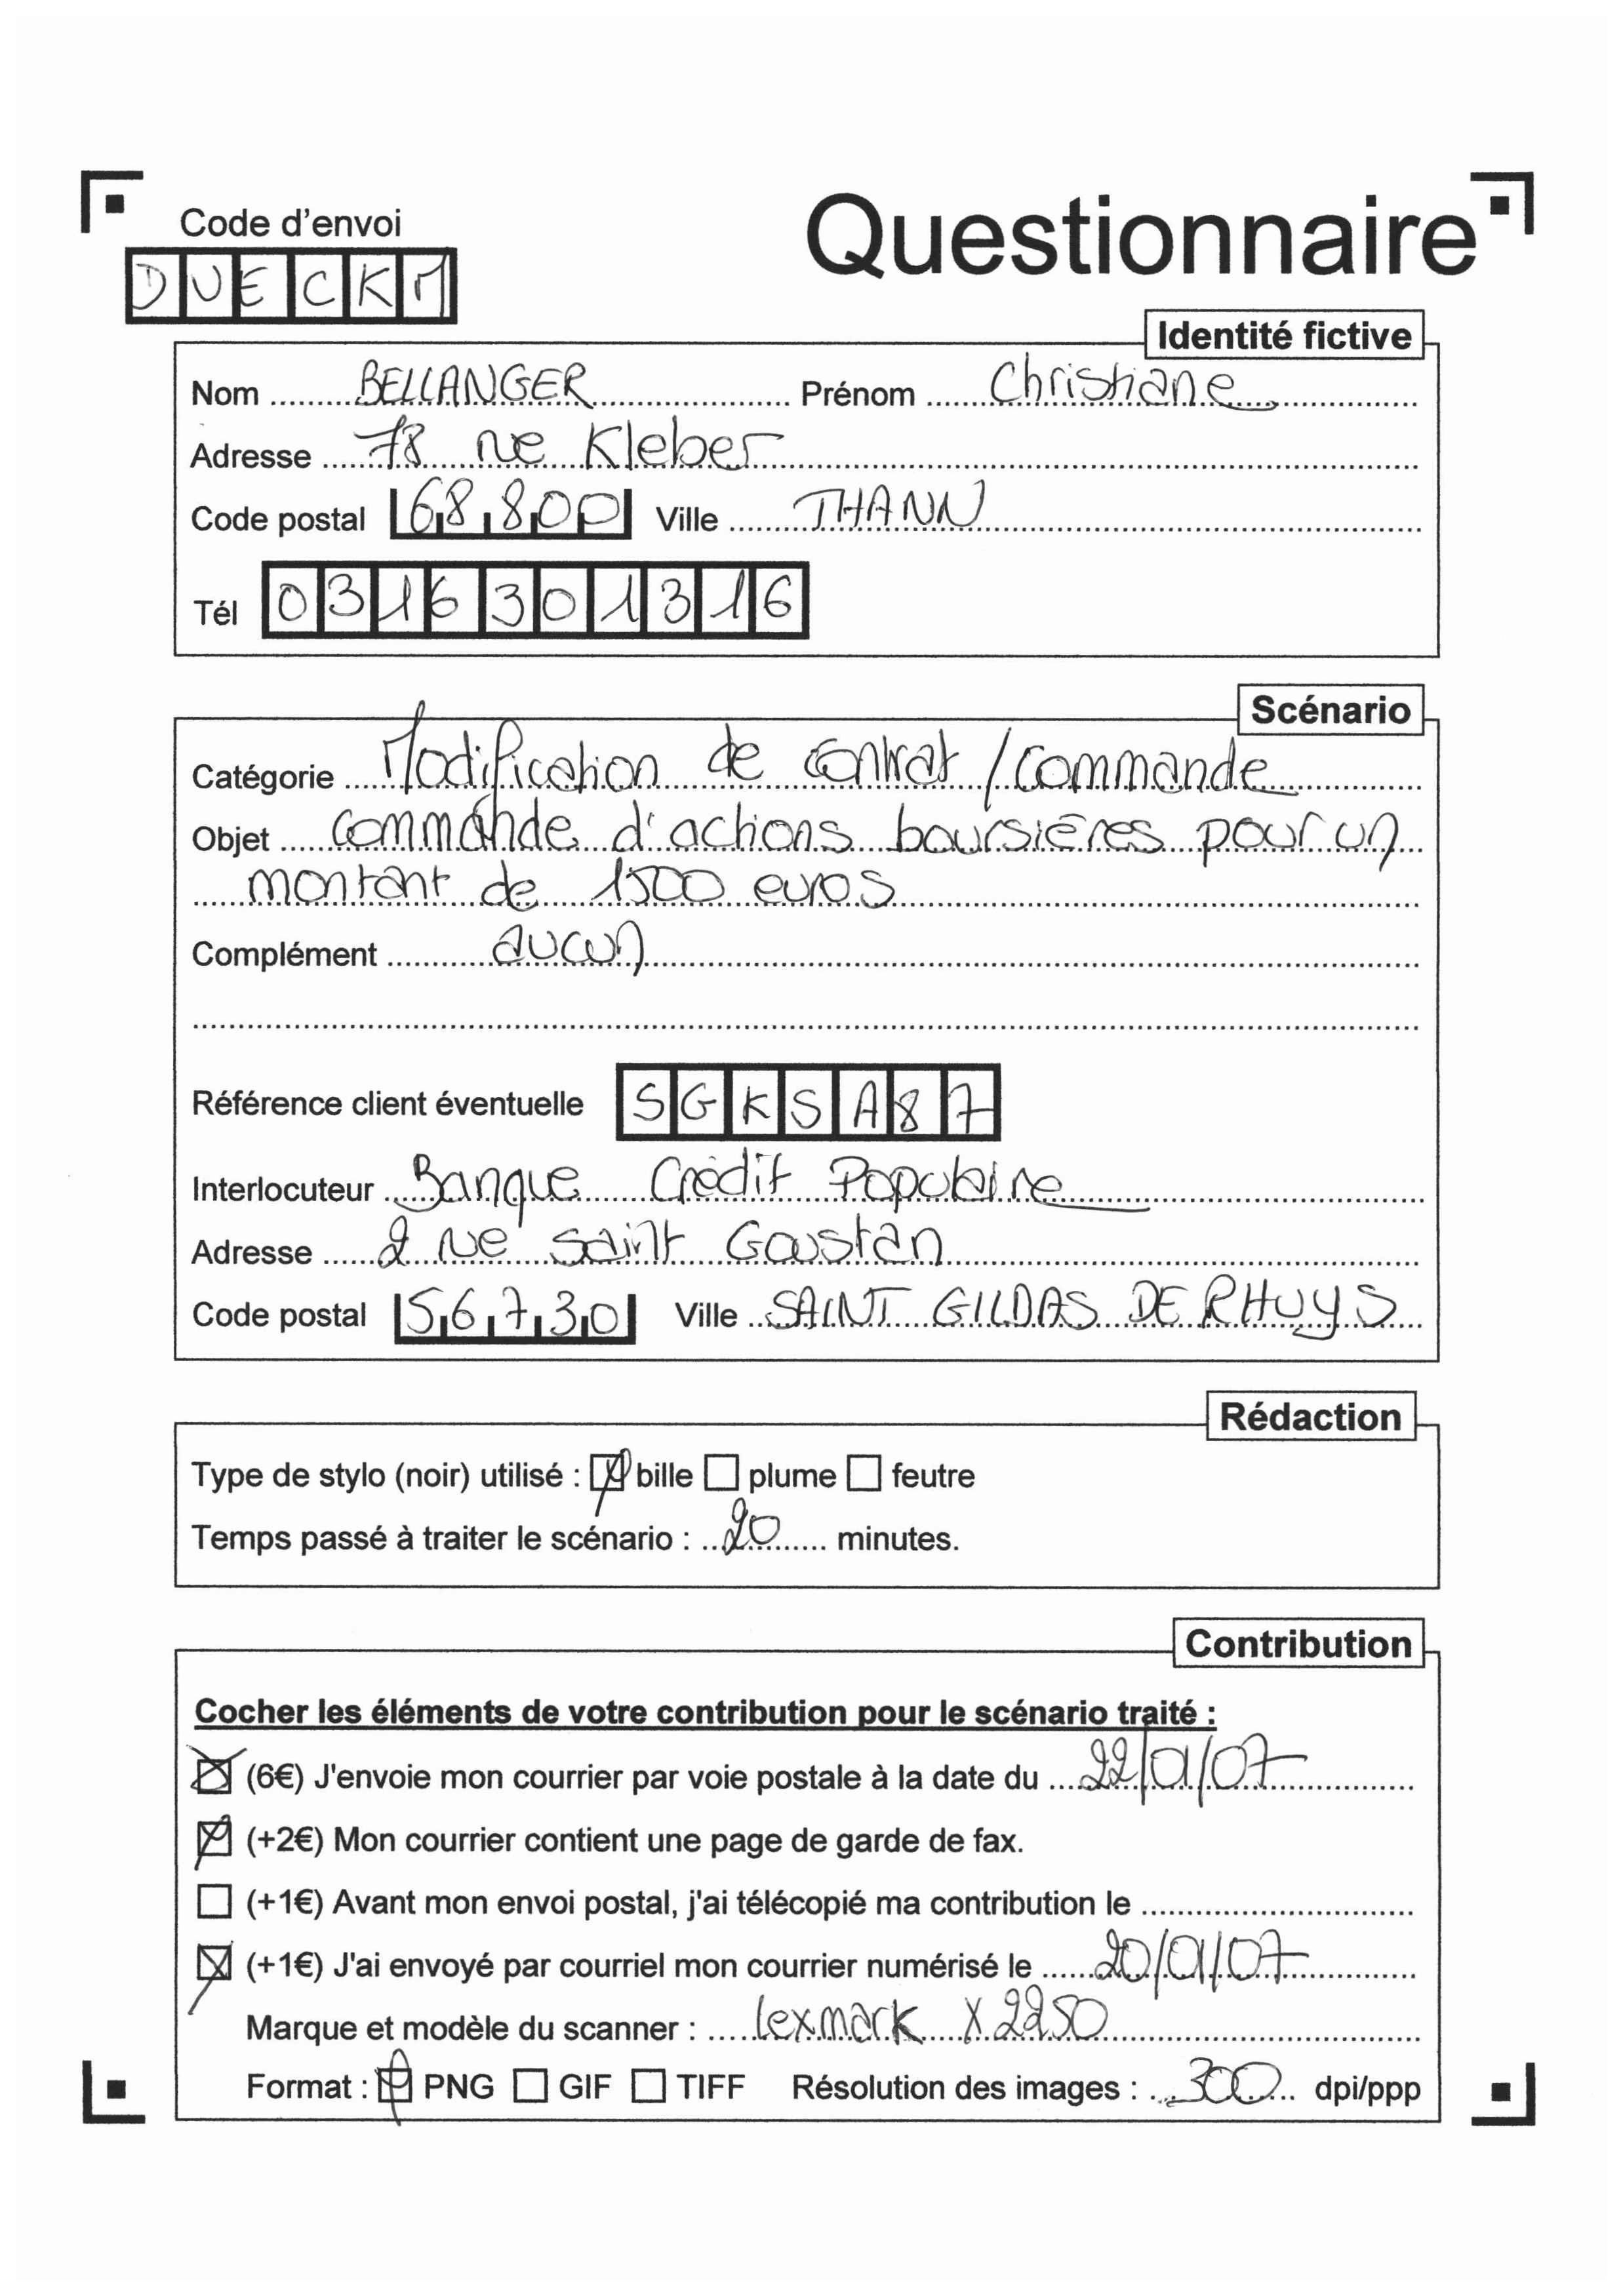 Questionnaire
Code d'envoi
DUECKM
Identité fictive
Nom BELLANGER Prénom Christiane
Adresse 78 rue Kleber
Code postal 68800 Ville THANN
Tél 0316301316
Scénario
Catégorie Modification de contrat / commande
Objet commande d'actions boursières pour un
montant de 1500 euros
Complément aucun
Référence client éventuelle SGKSA87
Interlocuteur Banque Crédit Populaire
Adresse 2 rue Saint Goustan
Code postal 56730 Ville SAINT GILDAS DE RHUYS
Rédaction
Type de stylo (noir) utilisé : bille plume feutre
Temps passé à traiter le scénario : 20 minutes.
Contribution
Cocher les éléments de votre contribution pour le scénario traité :
(6€) J'envoie mon courrier par voie postale à la date du 22/01/07
(+2€) Mon courrier contient une page de garde de fax.
(+1€) Avant mon envoi postal, j'ai télécopié ma contribution le
(+1€) J'ai envoyé par courriel mon courrier numérisé le 20/01/07
Marque et modèle du scanner : lexmark X2250
Format : PNG GIF TIFF Résolution des images : 300 dpi/ppp